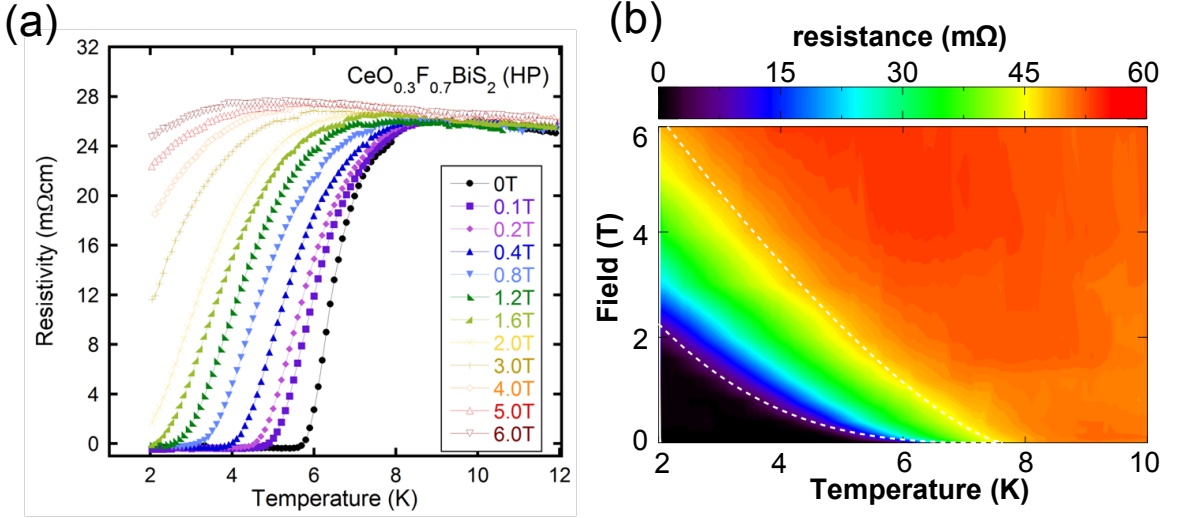 (a)
32
28
24
20
16
12
8
4
0
Resistivity (mΩcm)
CeO0.3F0.7BiS2 (HP)
0T
0.1T
0.2T
0.4T
0.8T
1.2T
1.6T
2.0T
3.0T
4.0T
5.0T
6.0T
2 4 6 8 10 12
Temperature (K)
(b)
resistance (mΩ)
0 15 30 45 60
6
4
2
0
Field (T)
2 4 6 8 10
Temperature (K)